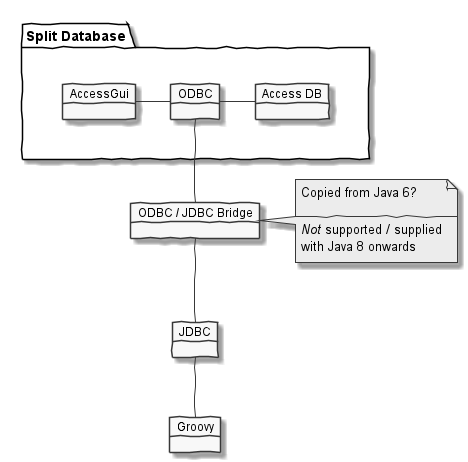 Split Database
AccessGui
ODBC
Access DB
ODBC / JDBC Bridge
Copied from Java 6?
Not supported / supplied
with Java 8 onwards
JDBC
Groovy